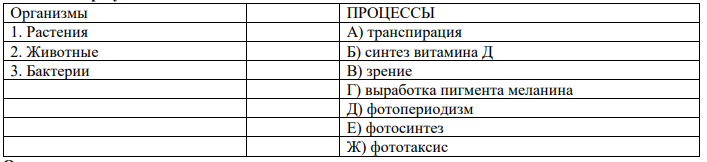 Организмы ПРОЦЕССЫ
1. Растения А) транспирация
2. Животные Б) синтез витамина Д
3. Бактерии В) зрение
Г) выработка пигмента меланина
Д) фотопериодизм
Е) фотосинтез
Ж) фототаксис